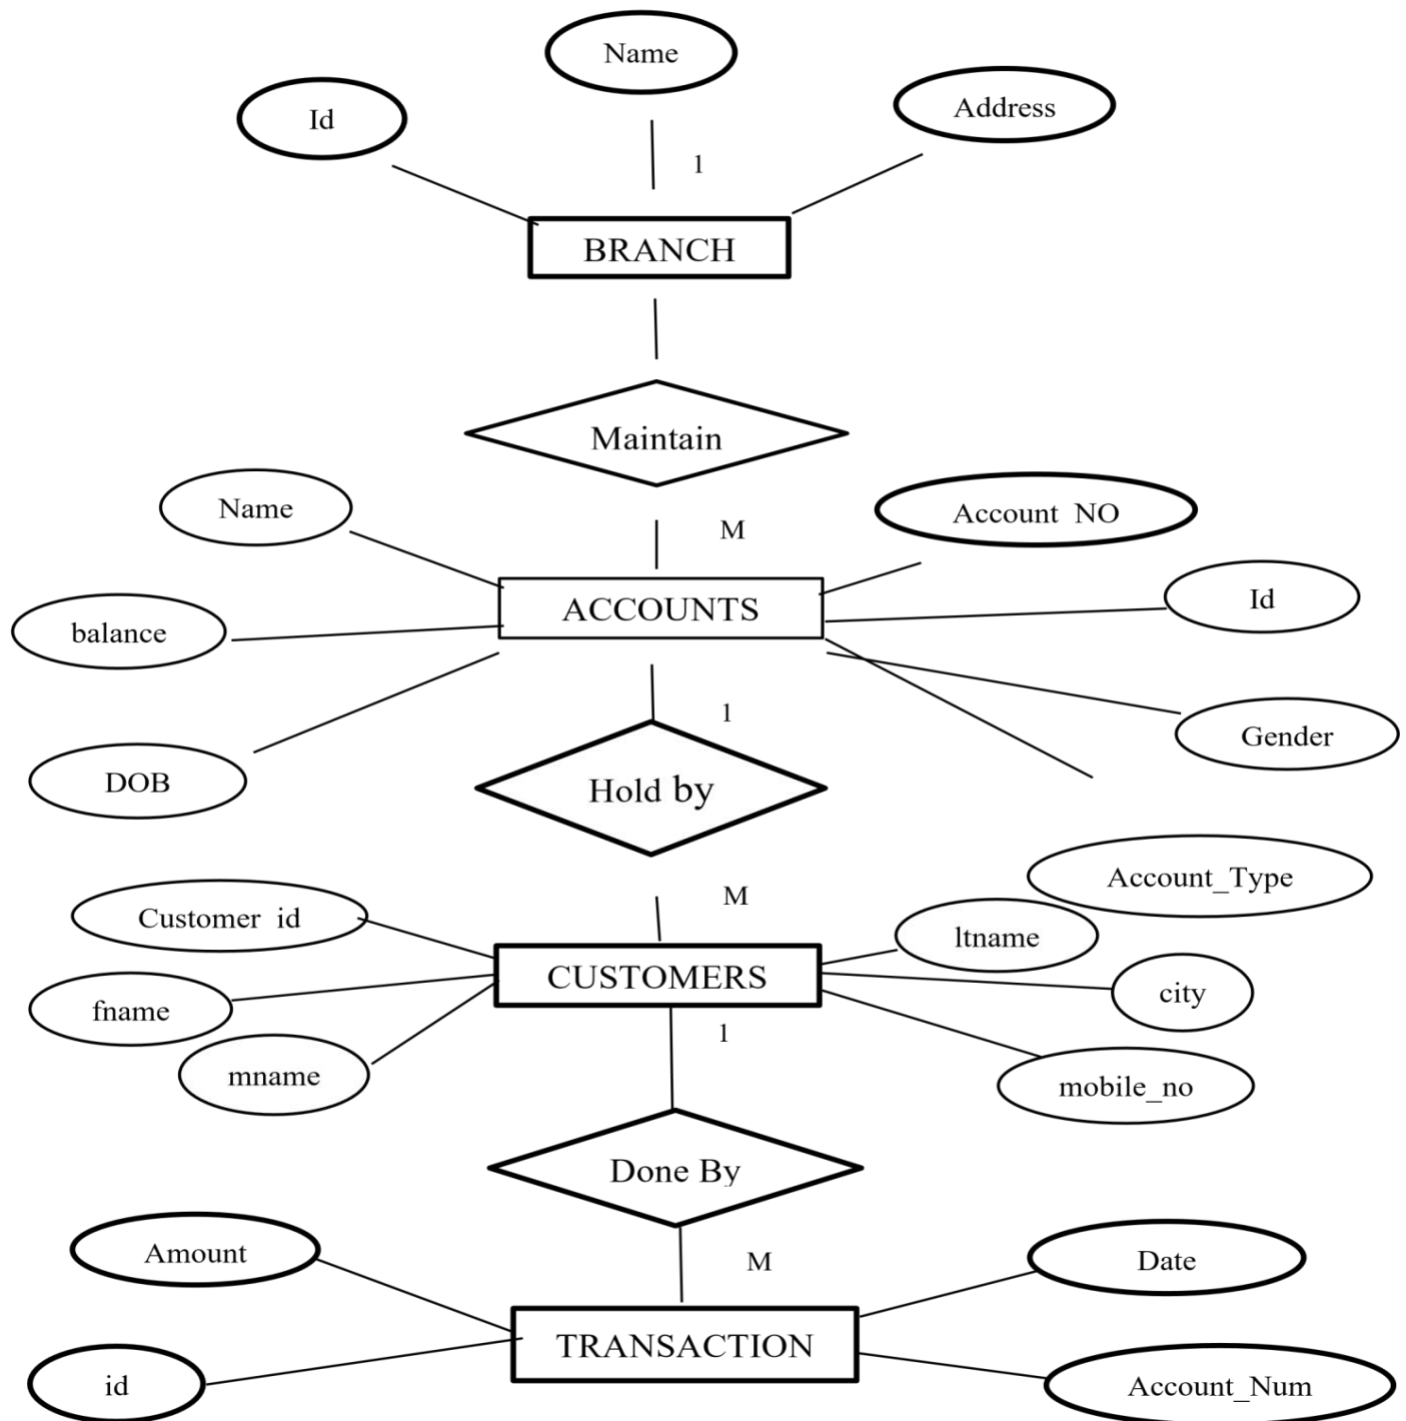 Name
Id
Address
1
BRANCH
Maintain
Name
Account NO
M
ACCOUNTS
Id
balance
1
Gender
DOB
Hold by
Account_Type
M
Customer id
ltname
CUSTOMERS
city
fname
1
mname
mobile_no
Done By
Amount
M
Date
TRANSACTION
id
Account_Num